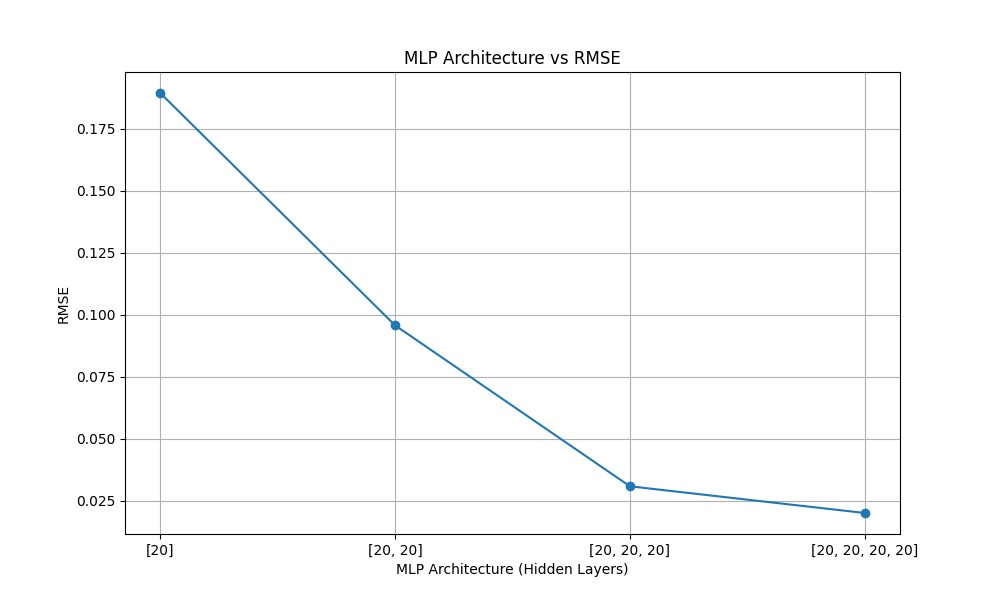 MLP Architecture vs RMSE
0.175
0.150
0.125
0.100
0.075
0.050
0.025
RMSE
[20]
[20, 20]
[20, 20, 20]
[20, 20, 20, 20]
MLP Architecture (Hidden Layers)